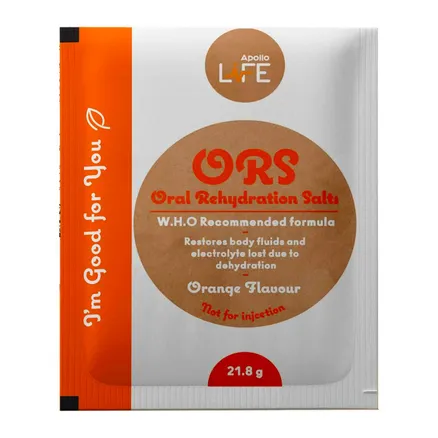 Apollo
LIFE
ORS
Oral Rehydration Salts
W.H.O Recommended formula
Restores body fluids and
electrolyte lost due to
dehydration
Orange Flavour
Not for injcetion
21.8 g
I'm Good for You